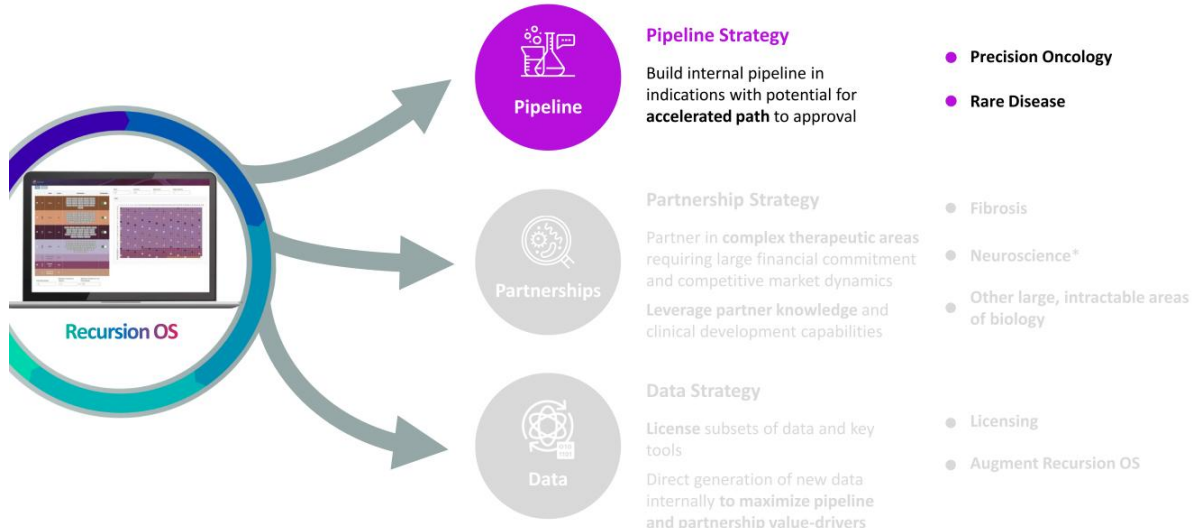 Pipeline Strategy
Build internal pipeline in
indications with potential for
accelerated path to approval
Pipeline
Precision Oncology
Rare Disease
Recursion OS
Partnership Strategy
Partner in complex therapeutic areas
requiring large financial commitment
and competitive market dynamics
Leverage partner knowledge and
clinical development capabilities
Partnerships
Fibrosis
Neuroscience*
Other large, intractable areas
of biology
Data Strategy
License subsets of data and key
tools
Direct generation of new data
internally to maximize pipeline
and partnership value-drivers
Data
Licensing
Augment Recursion OS